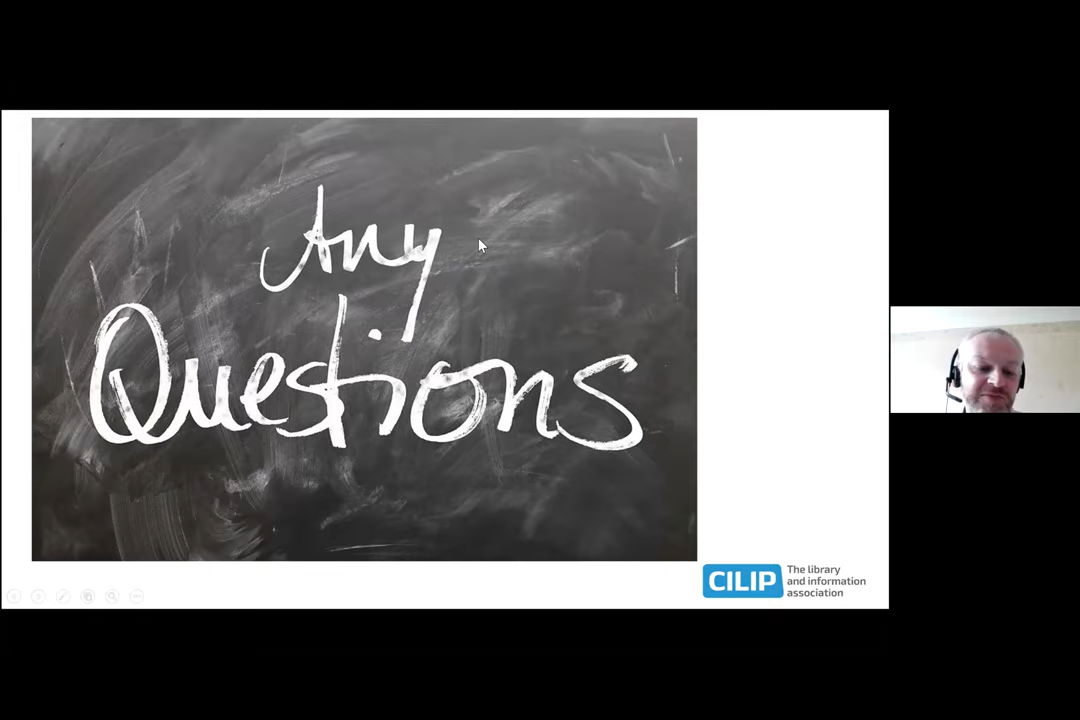 Any
Questions
CILIP
The library
and information
association